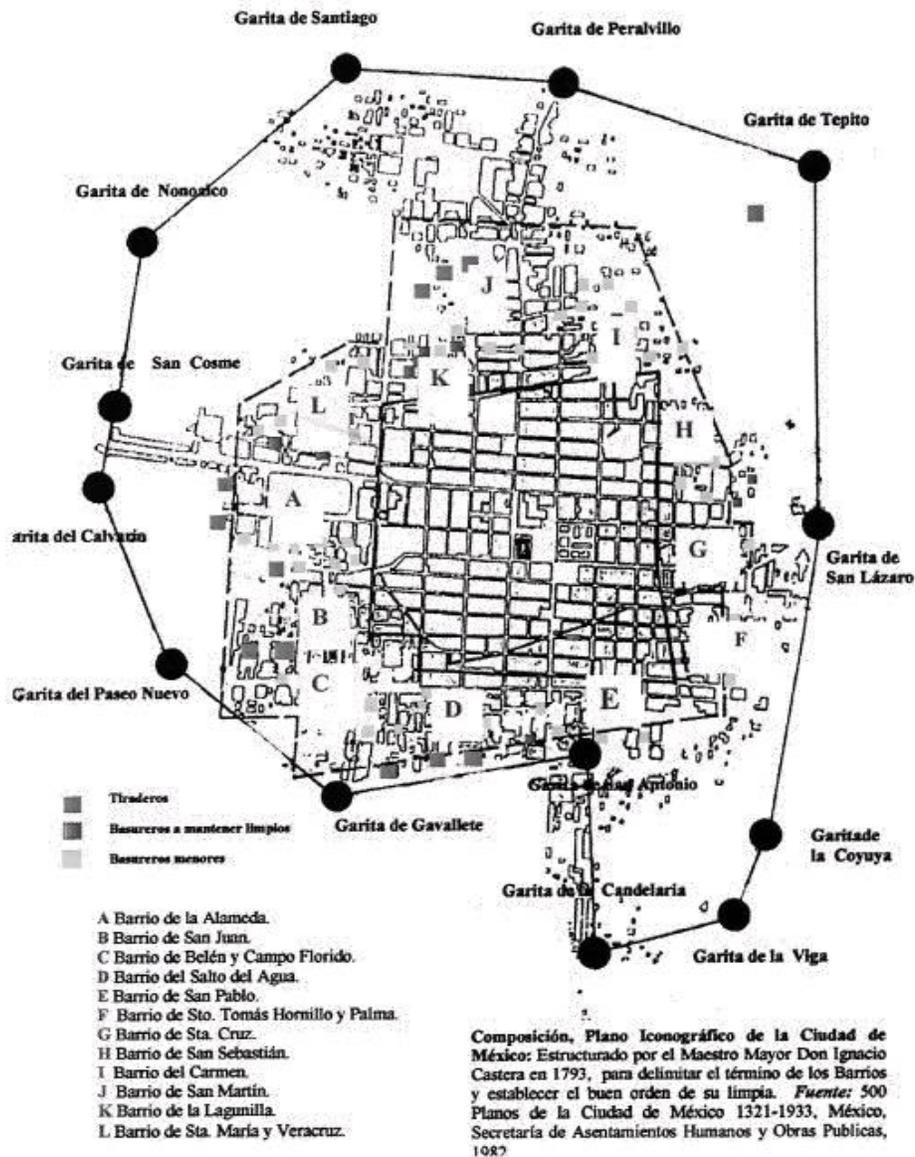 Garita de Santiago
Garita de Peralvillo
Garita de Tepito
Garita de Nonoalco
J
I
Garita de San Cosme
K
L
H
A
arita del Calvario
G
Garita de
San Lázaro
B
F
Garita del Paseo Nuevo
C
E
D
Tiraderos
Garita de San Antonio
Basureros a mantener limpios
Garita de Gavallete
Garitade
la Coyuya
Basureros menores
Garita de la Candelaria
Garita de la Viga
A Barrio de la Alameda.
B Barrio de San Juan.
C Barrio de Belén y Campo Florido.
D Barrio del Salto del Agua.
E Barrio de San Pablo.
F Barrio de Sto. Tomás Hornillo y Palma.
G Barrio de Sta. Cruz.
H Barrio de San Sebastián.
I Barrio del Carmen.
J Barrio de San Martín.
K Barrio de la Lagunilla.
L Barrio de Sta. María y Veracruz.
Composición, Plano Iconográfico de la Ciudad de
México: Estructurado por el Maestro Mayor Don Ignacio
Castera en 1793, para delimitar el término de los Barrios
y establecer el buen orden de su limpia. Fuente: 500
Planos de la Ciudad de México 1321-1933, México,
Secretaría de Asentamientos Humanos y Obras Publicas,
1982